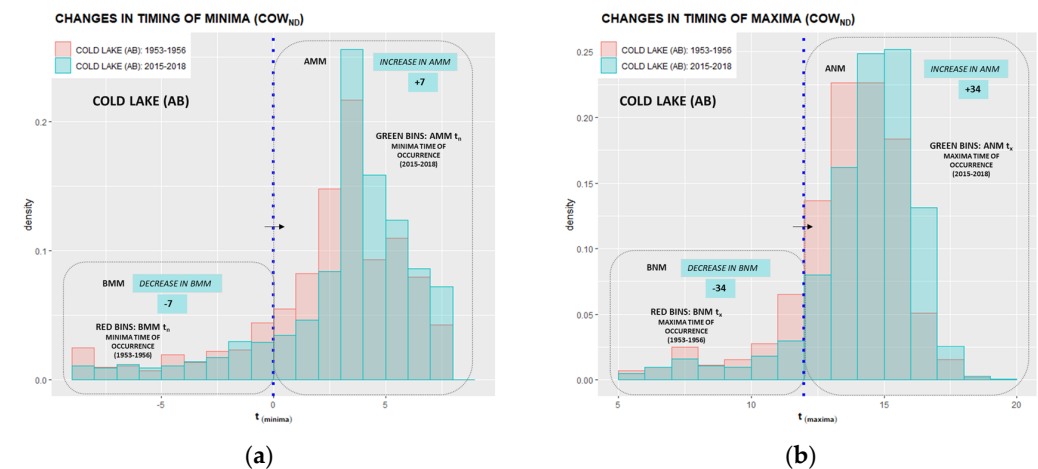 CHANGES IN TIMING OF MINIMA (COW_ND)
COLD LAKE (AB): 1953-1956
COLD LAKE (AB): 2015-2018
COLD LAKE (AB)
AMM
INCREASE IN AMM
+7
GREEN BINS: AMM t_n
MINIMA TIME OF
OCCURRENCE
(2015-2018)
BMM
DECREASE IN BMM
-7
RED BINS: BMM t_n
MINIMA TIME OF
OCCURRENCE
(1953-1956)
density
0.2
0.1
0.0
-5
0
5
t (minima)
(a)
CHANGES IN TIMING OF MAXIMA (COW_ND)
COLD LAKE (AB): 1953-1956
COLD LAKE (AB): 2015-2018
COLD LAKE (AB)
ANM
INCREASE IN ANM
+34
GREEN BINS: ANM t_x
MAXIMA TIME OF
OCCURRENCE
(2015-2018)
BNM
DECREASE IN BNM
-34
RED BINS: BNM t_x
MAXIMA TIME OF
OCCURRENCE
(1953-1956)
density
0.25
0.20
0.15
0.10
0.05
0.00
5
10
15
20
t (maxima)
(b)